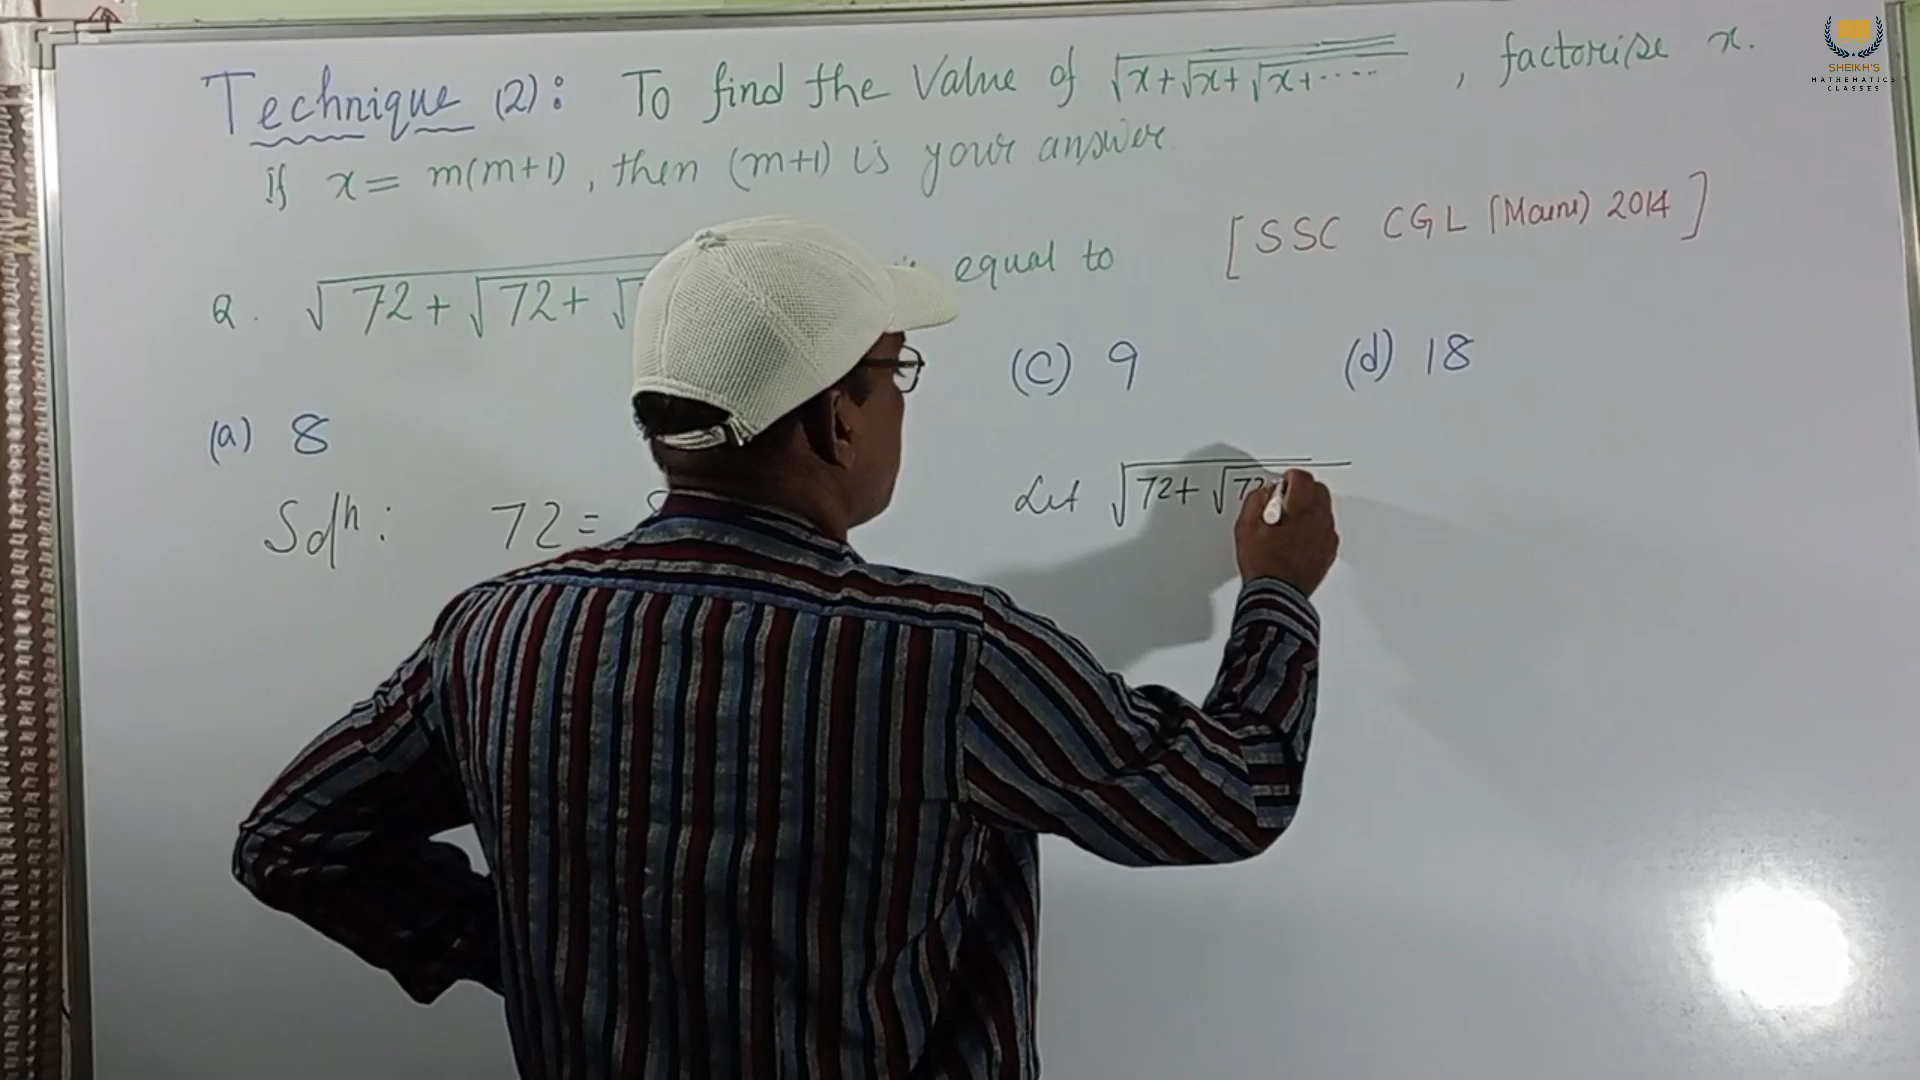 Technique (2): To find the Value of √x+√x+√x+..... , factorise x.
if x = m(m+1), then (m+1) is your answer.
[SSC CGL (Mains) 2014]
Q. √72+√72+√ equal to
(a) 8 (c) 9 (d) 18
Soln: 72 = Let √72+√72
SHEIKH'S
MATHEMATICS
CLASSES